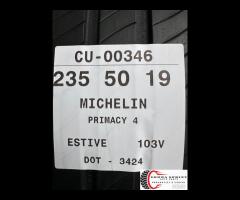 CU-00346
235 50 19
MICHELIN
PRIMACY 4
ESTIVE 103V
DOT - 3424